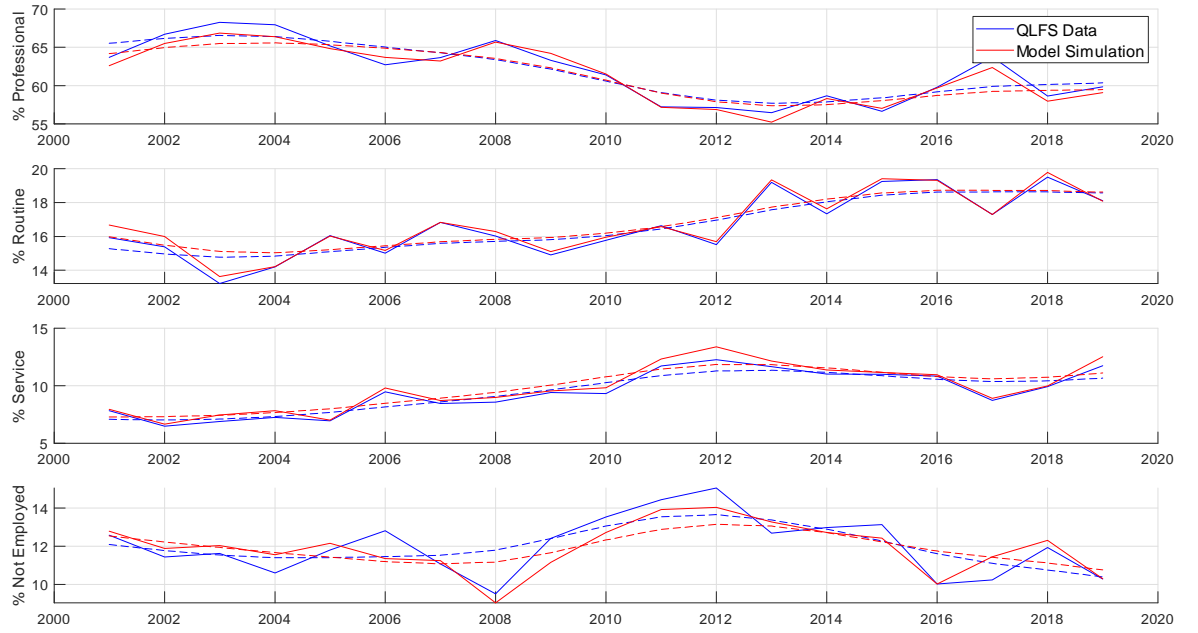 % Professional
70
65
60
55
QLFS Data
Model Simulation
2000 2002 2004 2006 2008 2010 2012 2014 2016 2018 2020
% Routine
20
18
16
14
2000 2002 2004 2006 2008 2010 2012 2014 2016 2018 2020
% Service
15
10
5
2000 2002 2004 2006 2008 2010 2012 2014 2016 2018 2020
% Not Employed
14
12
10
2000 2002 2004 2006 2008 2010 2012 2014 2016 2018 2020